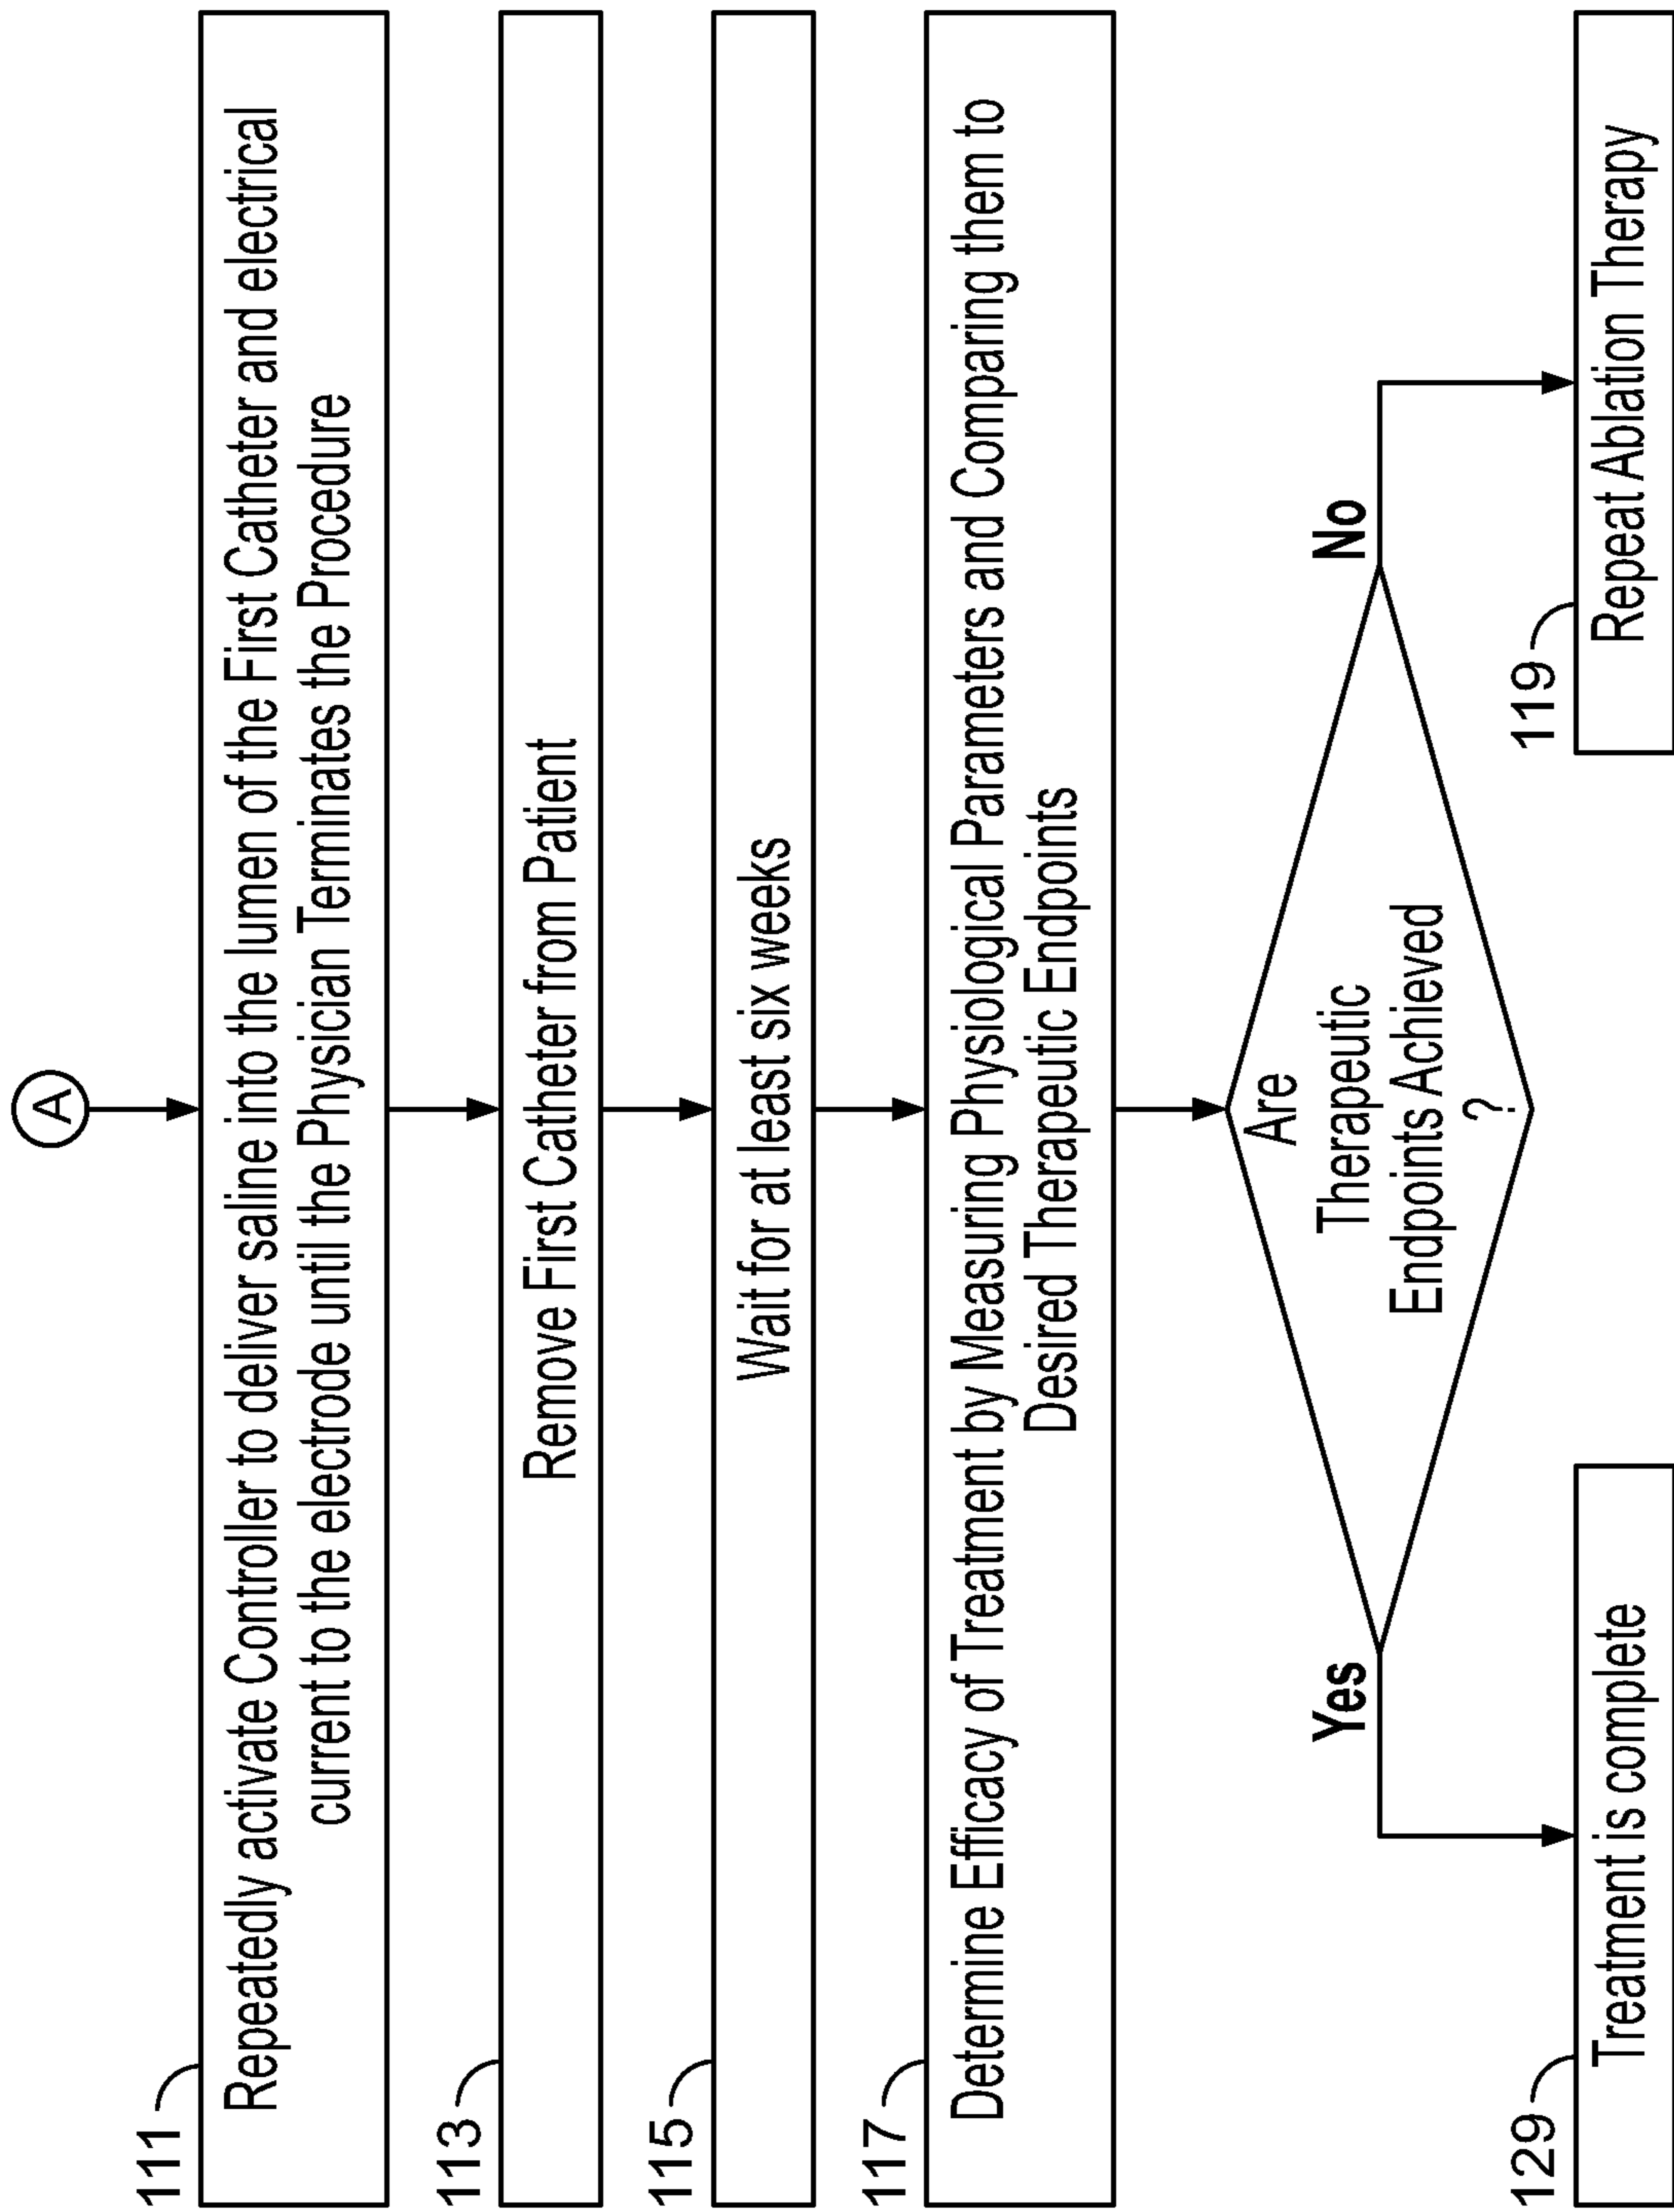 A
111
Repeatedly activate Controller to deliver saline into the lumen of the First Catheter and electrical
current to the electrode until the Physician Terminates the Procedure
113
Remove First Catheter from Patient
115
Wait for at least six weeks
117
Determine Efficacy of Treatment by Measuring Physiological Parameters and Comparing them to
Desired Therapeutic Endpoints
Are
Therapeutic
Endpoints Achieved
?
Yes
No
129
Treatment is complete
119
Repeat Ablation Therapy